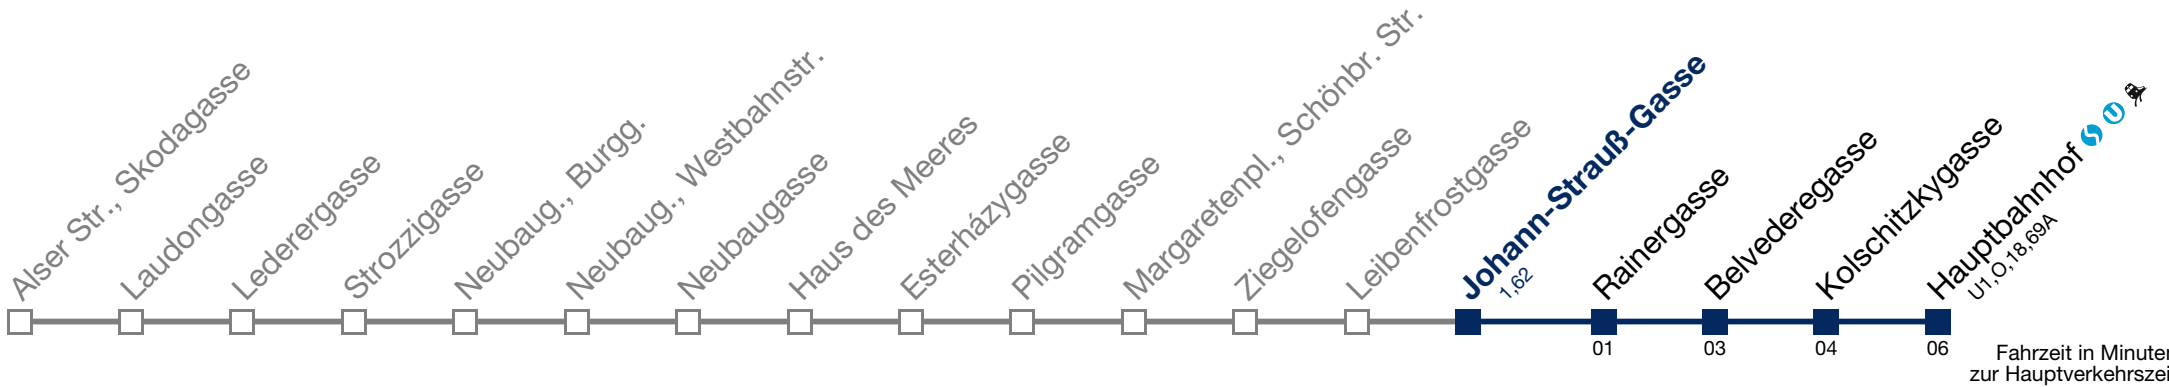 Alser Str., Skodagasse
Laudongasse
Lederergasse
Strozzigasse
Neubaug., Burgg.
Neubaug., Westbahnstr.
Neubaugasse
Haus des Meeres
Esterházygasse
Pilgramgasse
Margaretenpl., Schönbr. Str.
Ziegelofengasse
Leibenfrostgasse
Johann-Strauß-Gasse
1,62
Rainergasse
Belvederegasse
Kolschitzkygasse
Hauptbahnhof S U
U1,O,18,69A
01
03
04
06
Fahrzeit in Minuten
zur Hauptverkehrszeit